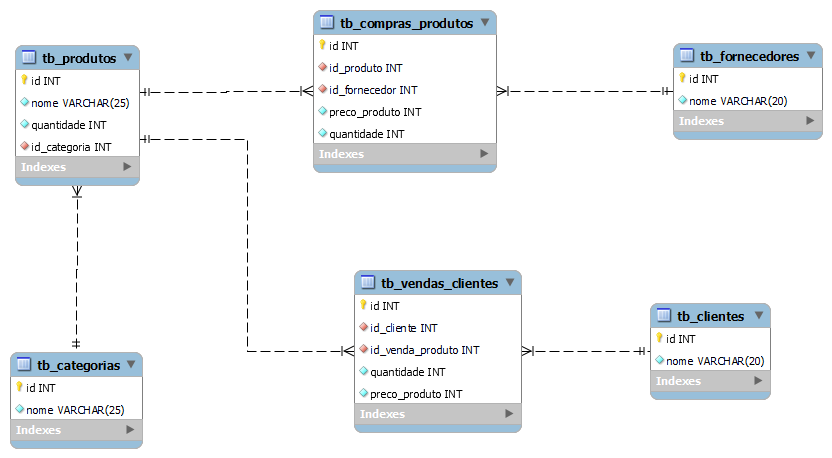 tb_produtos
id INT
nome VARCHAR(25)
quantidade INT
id_categoria INT
Indexes
tb_compras_produtos
id INT
id_produto INT
id_fornecedor INT
preco_produto INT
quantidade INT
Indexes
tb_fornecedores
id INT
nome VARCHAR(20)
Indexes
tb_categorias
id INT
nome VARCHAR(25)
Indexes
tb_vendas_clientes
id INT
id_cliente INT
id_venda_produto INT
quantidade INT
preco_produto INT
Indexes
tb_clientes
id INT
nome VARCHAR(20)
Indexes